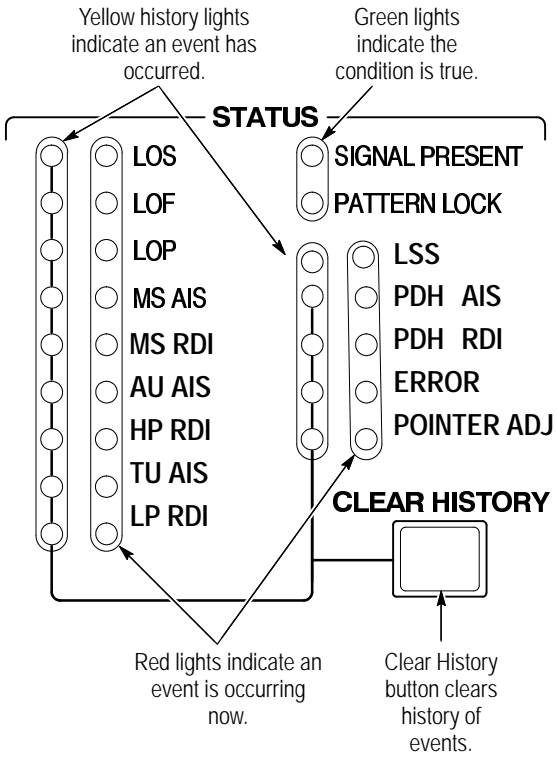 Yellow history lights
indicate an event has
occurred.
Green lights
indicate the
condition is true.
STATUS
LOS
LOF
LOP
MS AIS
MS RDI
AU AIS
HP RDI
TU AIS
LP RDI
SIGNAL PRESENT
PATTERN LOCK
LSS
PDH AIS
PDH RDI
ERROR
POINTER ADJ
CLEAR HISTORY
Red lights indicate an
event is occurring
now.
Clear History
button clears
history of
events.